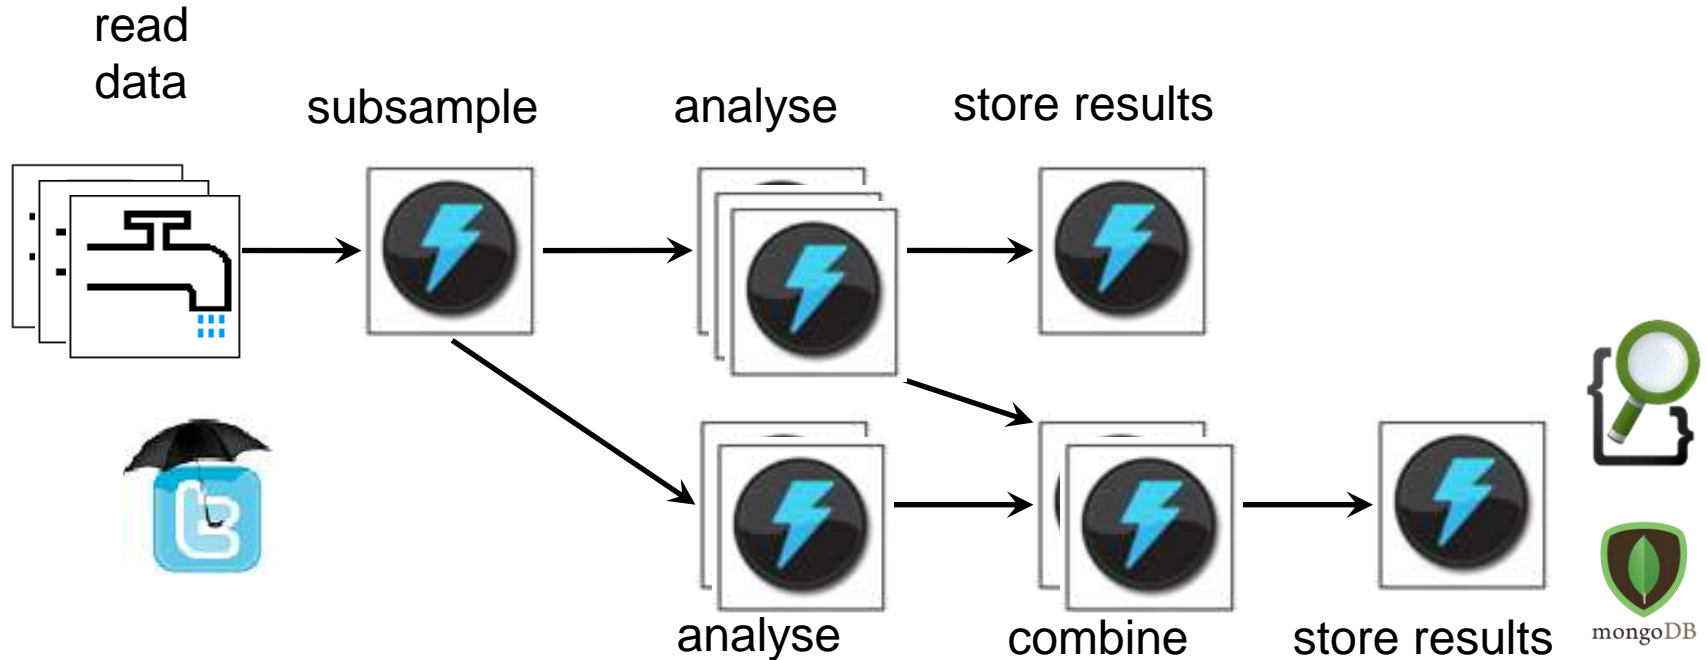 read
data
subsample
analyse
store results
analyse
combine
store results
mongoDB